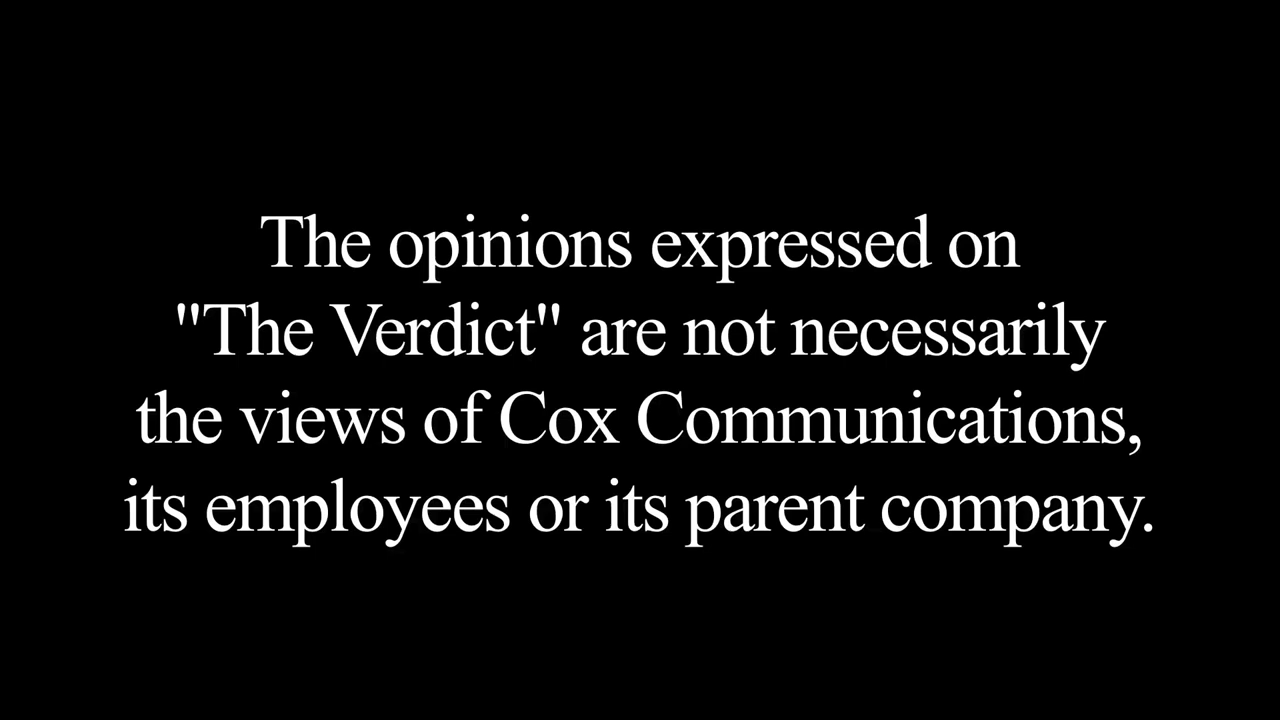 The opinions expressed on
"The Verdict" are not necessarily
the views of Cox Communications,
its employees or its parent company.